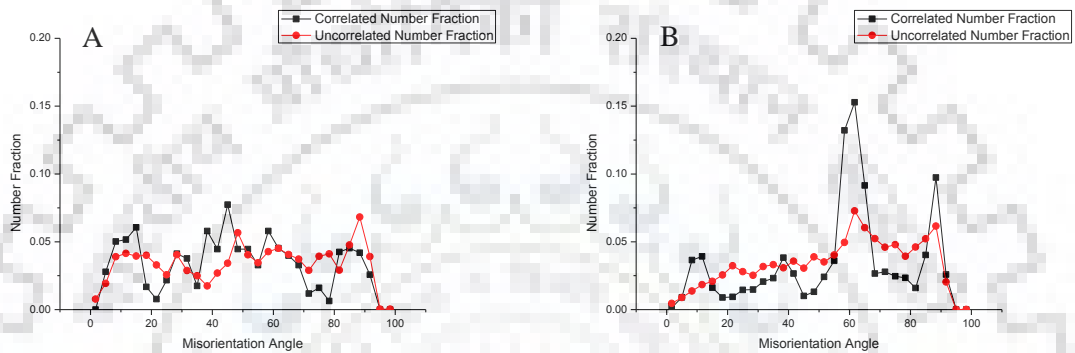 A
Correlated Number Fraction
Uncorrelated Number Fraction
0.20
0.15
0.10
0.05
0.00
Number Fraction
0 20 40 60 80 100
Misorientation Angle
B
Correlated Number Fraction
Uncorrelated Number Fraction
0.20
0.15
0.10
0.05
0.00
Number Fraction
0 20 40 60 80 100
Misorientation Angle